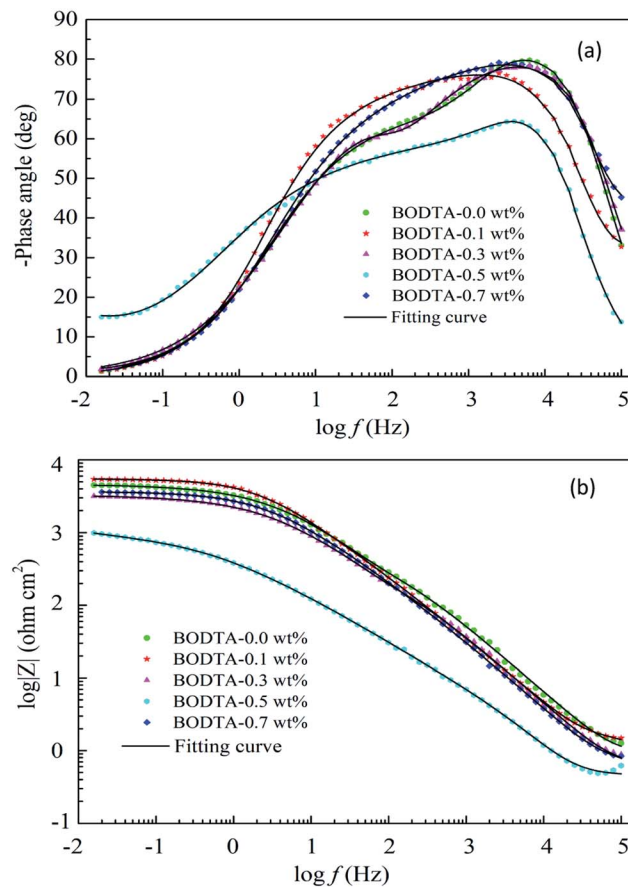 (a)
90
80
70
60
50
40
30
20
10
0
-Phase angle (deg)
BODTA-0.0 wt%
BODTA-0.1 wt%
BODTA-0.3 wt%
BODTA-0.5 wt%
BODTA-0.7 wt%
Fitting curve
-2 -1 0 1 2 3 4 5
log f (Hz)
(b)
4
3
2
1
0
-1
log|Z| (ohm cm²)
BODTA-0.0 wt%
BODTA-0.1 wt%
BODTA-0.3 wt%
BODTA-0.5 wt%
BODTA-0.7 wt%
Fitting curve
-2 -1 0 1 2 3 4 5
log f (Hz)